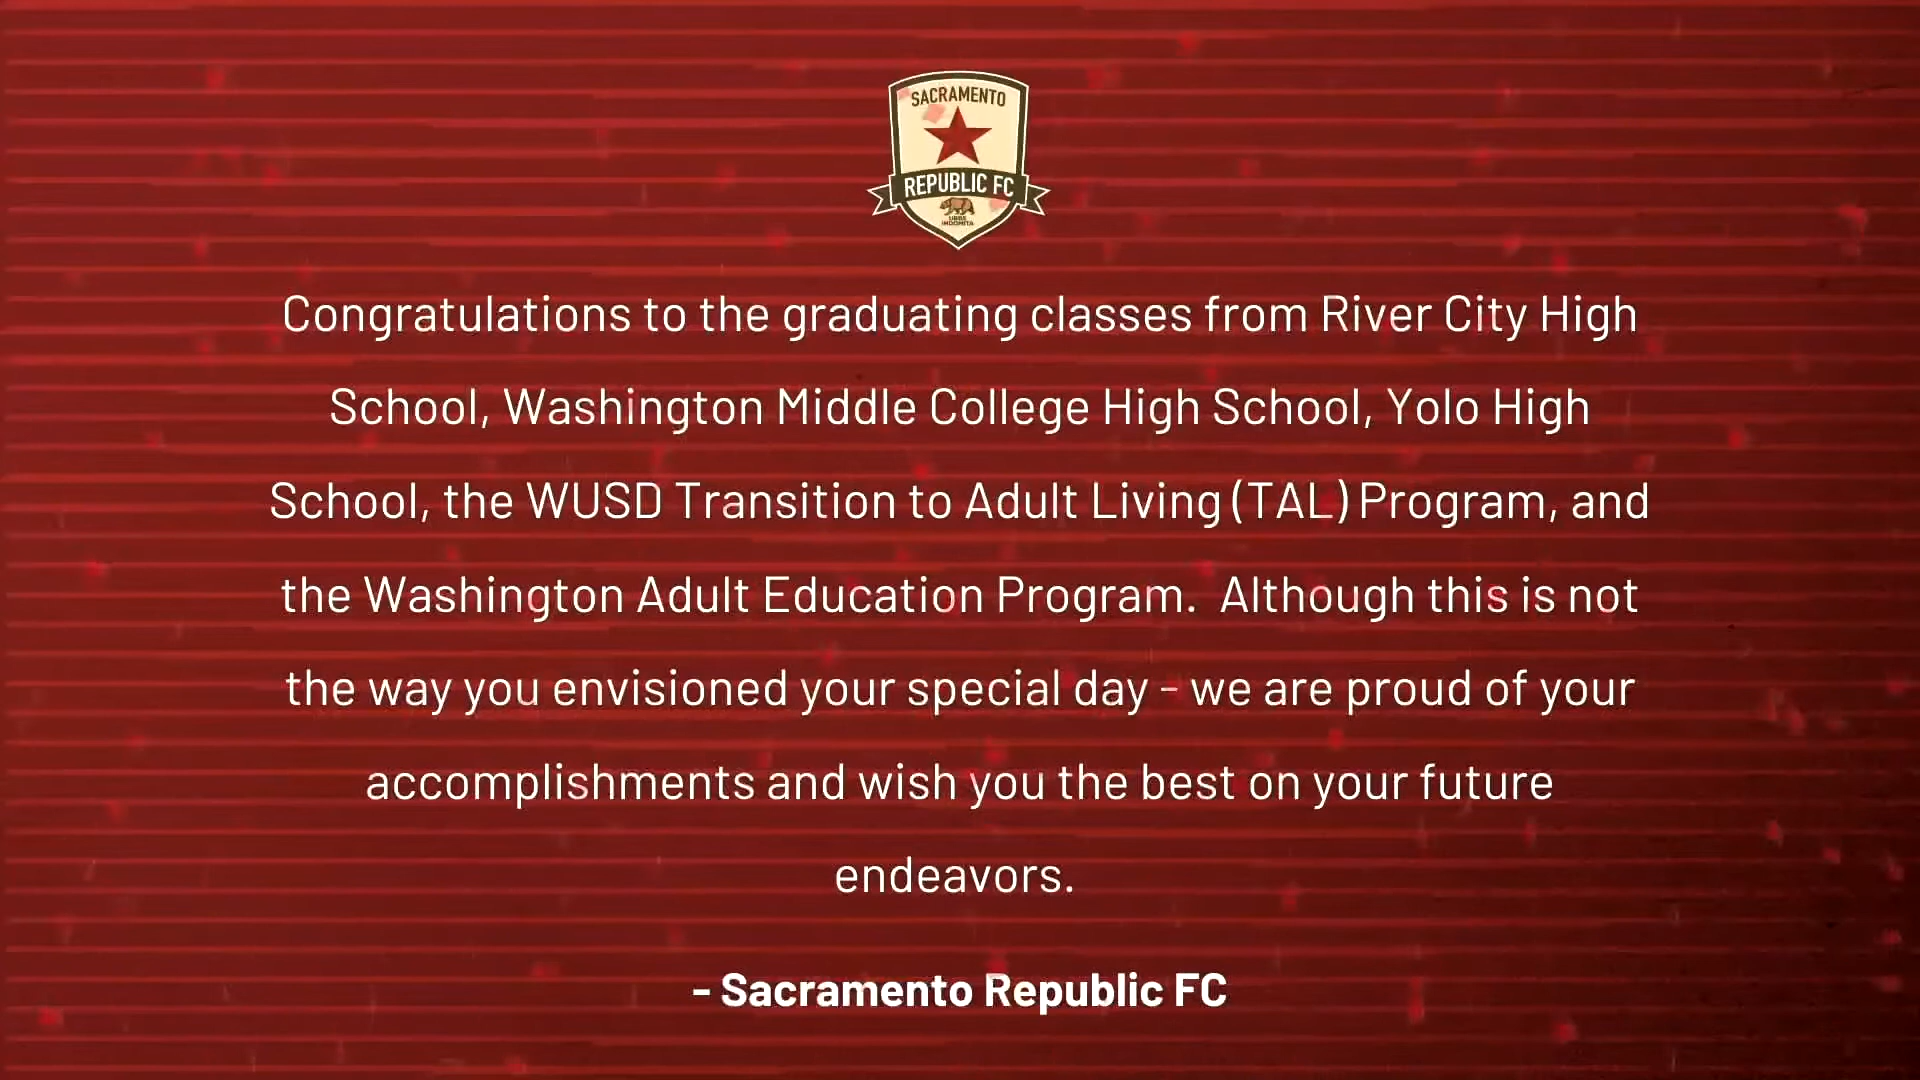 SACRAMENTO
REPUBLIC FC
URBS
INDOMITA
Congratulations to the graduating classes from River City High
School, Washington Middle College High School, Yolo High
School, the WUSD Transition to Adult Living (TAL) Program, and
the Washington Adult Education Program.  Although this is not
the way you envisioned your special day - we are proud of your
accomplishments and wish you the best on your future
endeavors.
- Sacramento Republic FC